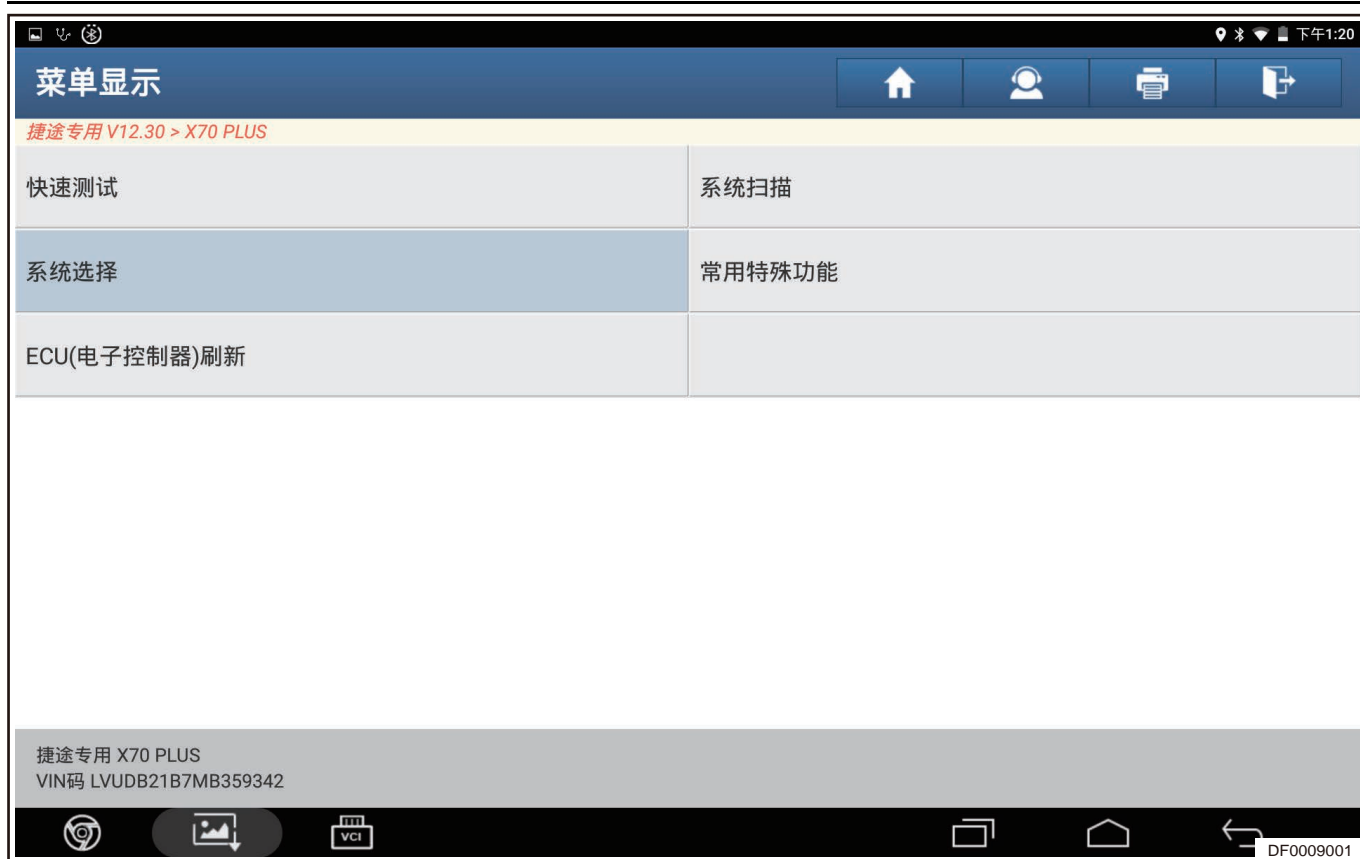 下午1:20
菜单显示
捷途专用 V12.30 > X70 PLUS
快速测试
系统扫描
系统选择
常用特殊功能
ECU(电子控制器)刷新
捷途专用 X70 PLUS
VIN码 LVUDB21B7MB359342
VCI
DF0009001